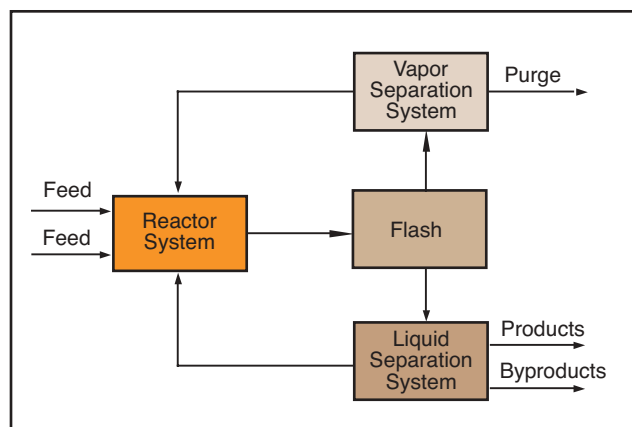 Vapor
Separation
System
Purge
Feed
Feed
Reactor
System
Flash
Liquid
Separation
System
Products
Byproducts